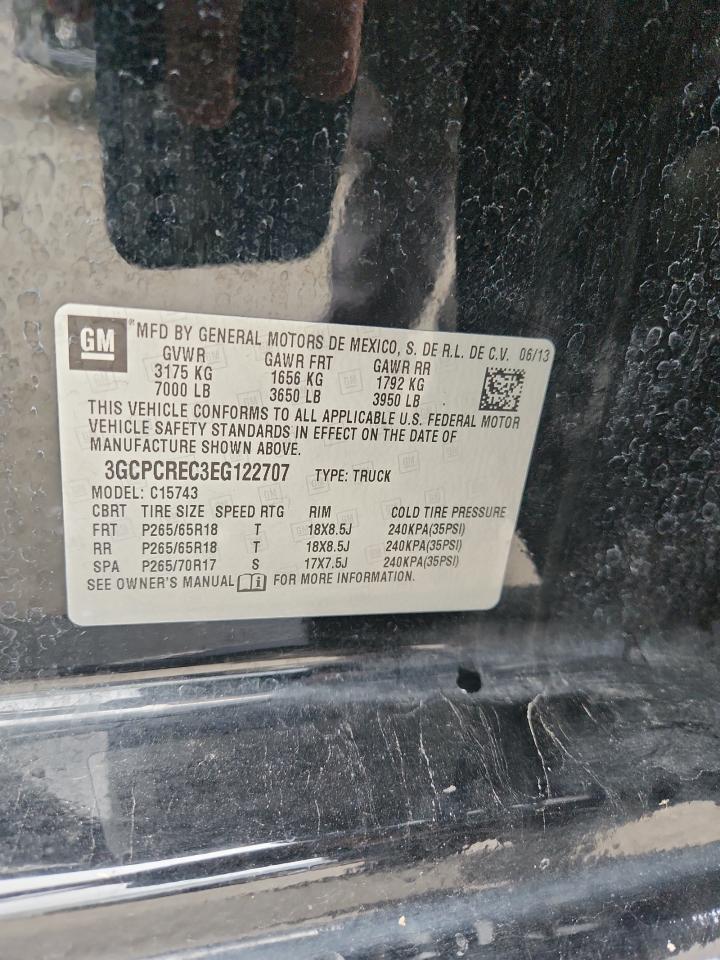 GM ®MFD BY GENERAL MOTORS DE MEXICO, S. DE R.L. DE C.V. 06/13
GVWR GAWR FRT GAWR RR
3175 KG 1656 KG 1792 KG
7000 LB 3650 LB 3950 LB
THIS VEHICLE CONFORMS TO ALL APPLICABLE U.S. FEDERAL MOTOR
VEHICLE SAFETY STANDARDS IN EFFECT ON THE DATE OF
MANUFACTURE SHOWN ABOVE.
3GCPCREC3EG122707 TYPE: TRUCK
MODEL: C15743
CBRT TIRE SIZE SPEED RTG RIM COLD TIRE PRESSURE
FRT P265/65R18 T 18X8.5J 240KPA(35PSI)
RR P265/65R18 T 18X8.5J 240KPA(35PSI)
SPA P265/70R17 S 17X7.5J 240KPA(35PSI)
SEE OWNER'S MANUAL FOR MORE INFORMATION.